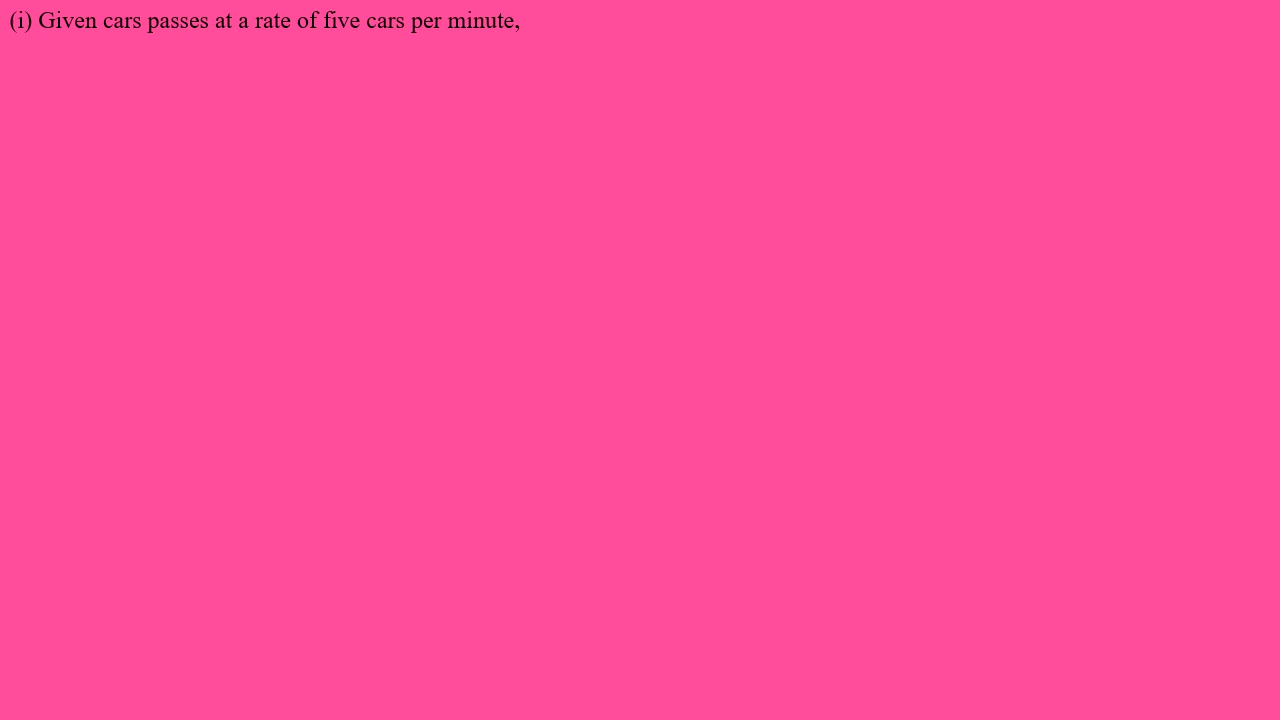 (i) Given cars passes at a rate of five cars per minute,